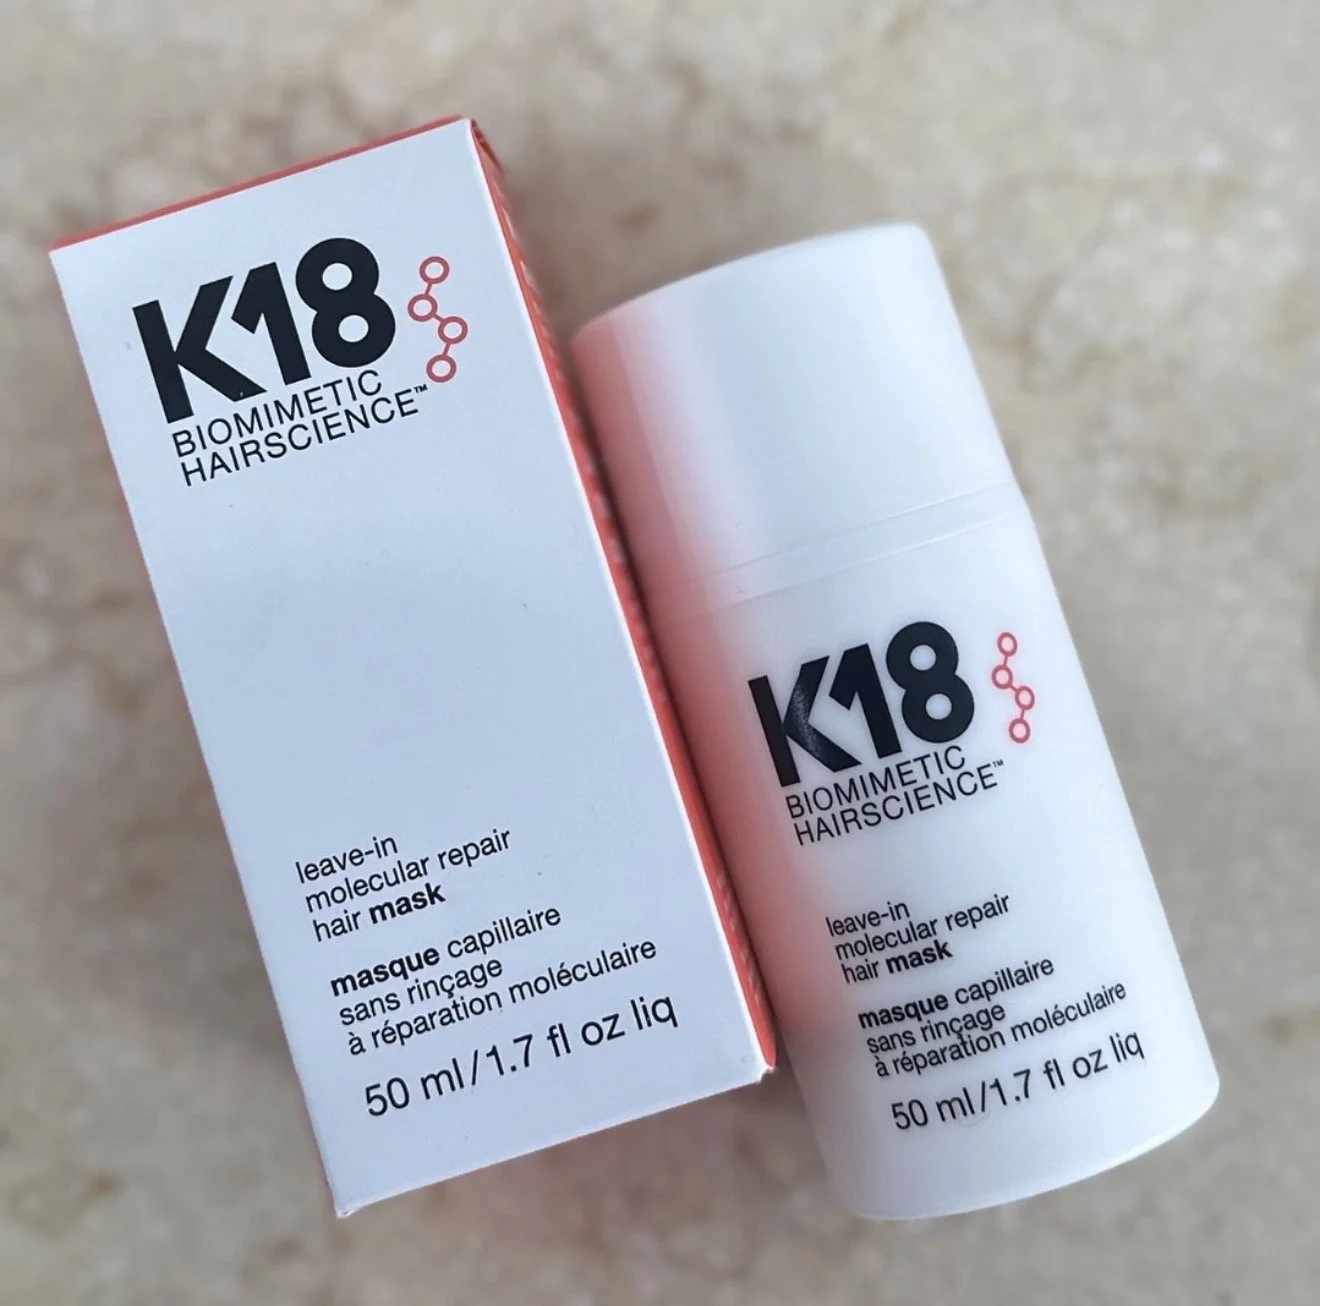 K18
BIOMIMETIC
HAIRSCIENCE™
leave-in
molecular repair
hair mask
masque capillaire
sans rinçage
à réparation moléculaire
50 ml/1.7 fl oz liq
K18
BIOMIMETIC
HAIRSCIENCE™
leave-in
molecular repair
hair mask
masque capillaire
sans rinçage
à réparation moléculaire
50 ml/1.7 fl oz liq